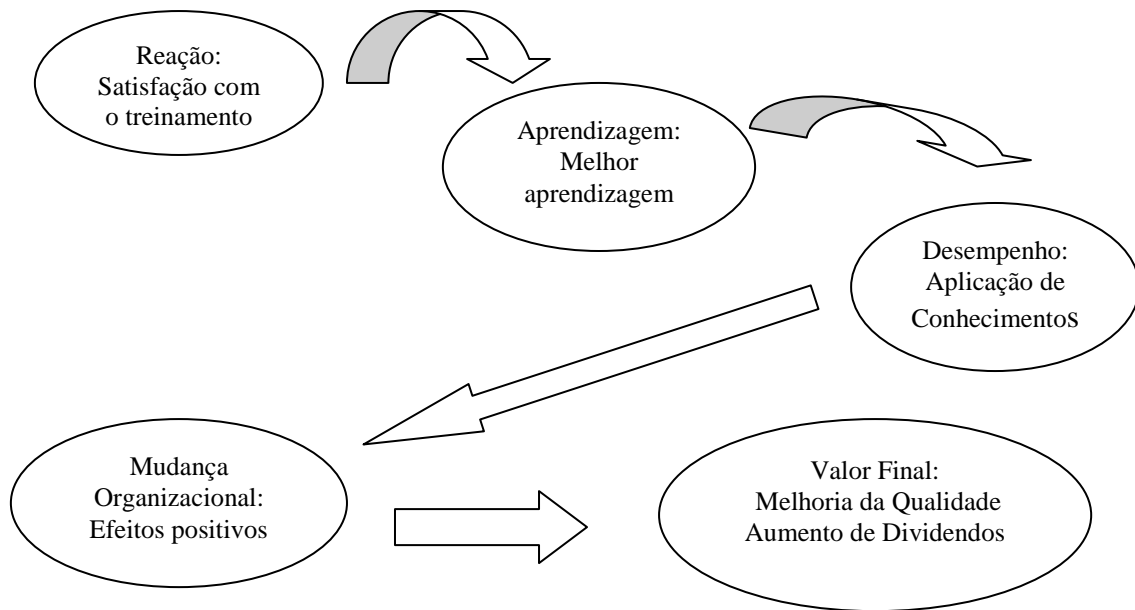 Reação:
Satisfação com
o treinamento
Aprendizagem:
Melhor
aprendizagem
Desempenho:
Aplicação de
Conhecimentos
Mudança
Organizacional:
Efeitos positivos
Valor Final:
Melhoria da Qualidade
Aumento de Dividendos